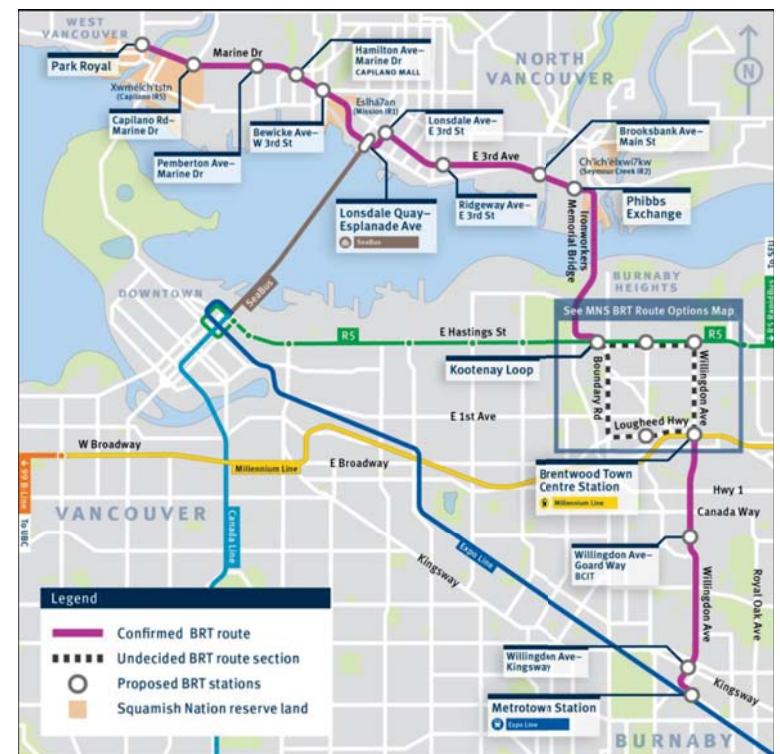 WEST
VANCOUVER
Park Royal
Marine Dr
Hamilton Ave–
Marine Dr
CAPILANO MALL
NORTH
VANCOUVER
N
Xwmélch'tstn
(Capilano IR5)
Capilano Rd–
Marine Dr
Pemberton Ave–
Marine Dr
Bewicke Ave–
W 3rd St
Eslhá7an
(Mission IR1)
Lonsdale Ave–
E 3rd St
E 3rd Ave
Brooksbank Ave–
Main St
Ch'ích'elxwi7kw
(Seymour Creek IR2)
Lonsdale Quay–
Esplanade Ave
SeaBus
Ridgeway Ave–
E 3rd St
Phibbs
Exchange
Ironworkers
Memorial Bridge
SeaBus
DOWNTOWN
BURNABY
HEIGHTS
See MNS BRT Route Options Map
To SFU
R5
E Hastings St
R5
Kootenay Loop
Boundary Rd
Willingdon Ave
E 1st Ave
Lougheed Hwy
W Broadway
Millennium Line
E Broadway
Brentwood Town
Centre Station
Millennium Line
Hwy 1
Canada Way
99 B-Line
To UBC
VANCOUVER
Canada Line
Expo Line
Kingsway
Willingdon Ave–
Goard Way
BCIT
Willingdon Ave
Royal Oak Ave
Legend
Confirmed BRT route
Undecided BRT route section
Proposed BRT stations
Squamish Nation reserve land
Willingdon Ave–
Kingsway
Kingsway
Metrotown Station
Expo Line
BURNABY